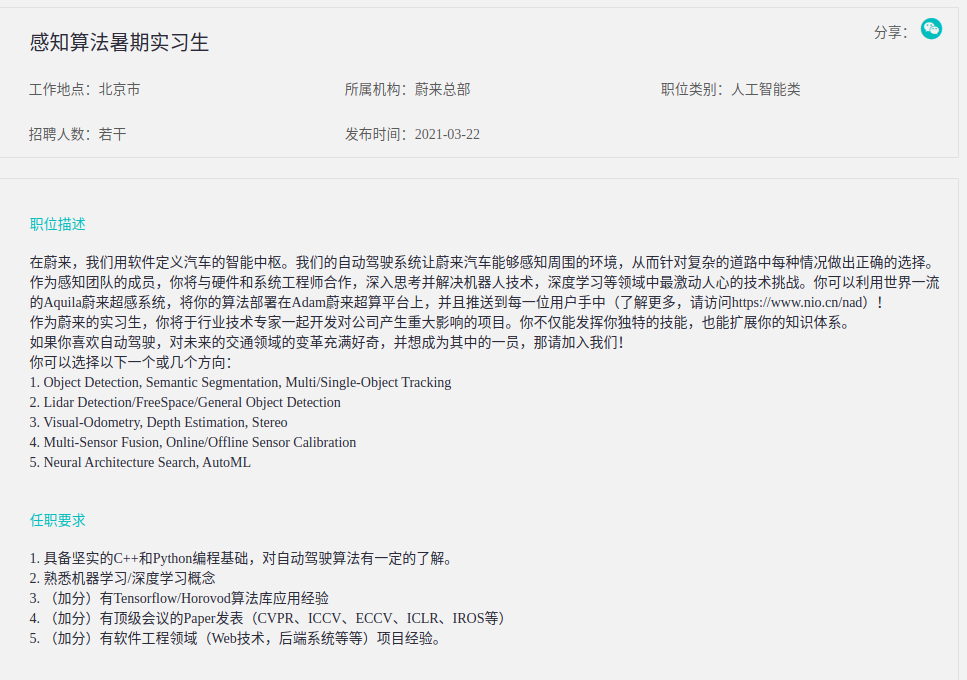 感知算法暑期实习生
分享：
工作地点：北京市 所属机构：蔚来总部 职位类别：人工智能类
招聘人数：若干 发布时间：2021-03-22
职位描述
在蔚来，我们用软件定义汽车的智能中枢。我们的自动驾驶系统让蔚来汽车能够感知周围的环境，从而针对复杂的道路中每种情况做出正确的选择。
作为感知团队的成员，你将与硬件和系统工程师合作，深入思考并解决机器人技术，深度学习等领域中最激动人心的技术挑战。你可以利用世界一流
的Aquila蔚来超感系统，将你的算法部署在Adam蔚来超算平台上，并且推送到每一位用户手中（了解更多，请访问https://www.nio.cn/nad）！
作为蔚来的实习生，你将于行业技术专家一起开发对公司产生重大影响的项目。你不仅能发挥你独特的技能，也能扩展你的知识体系。
如果你喜欢自动驾驶，对未来的交通领域的变革充满好奇，并想成为其中的一员，那请加入我们！
你可以选择以下一个或几个方向：
1. Object Detection, Semantic Segmentation, Multi/Single-Object Tracking
2. Lidar Detection/FreeSpace/General Object Detection
3. Visual-Odometry, Depth Estimation, Stereo
4. Multi-Sensor Fusion, Online/Offline Sensor Calibration
5. Neural Architecture Search, AutoML
任职要求
1. 具备坚实的C++和Python编程基础，对自动驾驶算法有一定的了解。
2. 熟悉机器学习/深度学习概念
3. （加分）有Tensorflow/Horovod算法库应用经验
4. （加分）有顶级会议的Paper发表（CVPR、ICCV、ECCV、ICLR、IROS等）
5. （加分）有软件工程领域（Web技术，后端系统等等）项目经验。